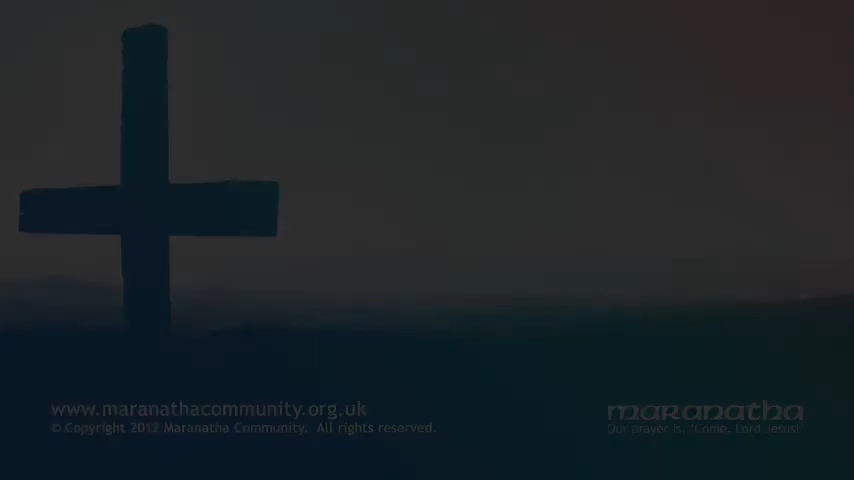 www.maranathacommunity.org.uk
© Copyright 2012 Maranatha Community. All rights reserved.
maranatha
Our prayer is, 'Come, Lord Jesus!'